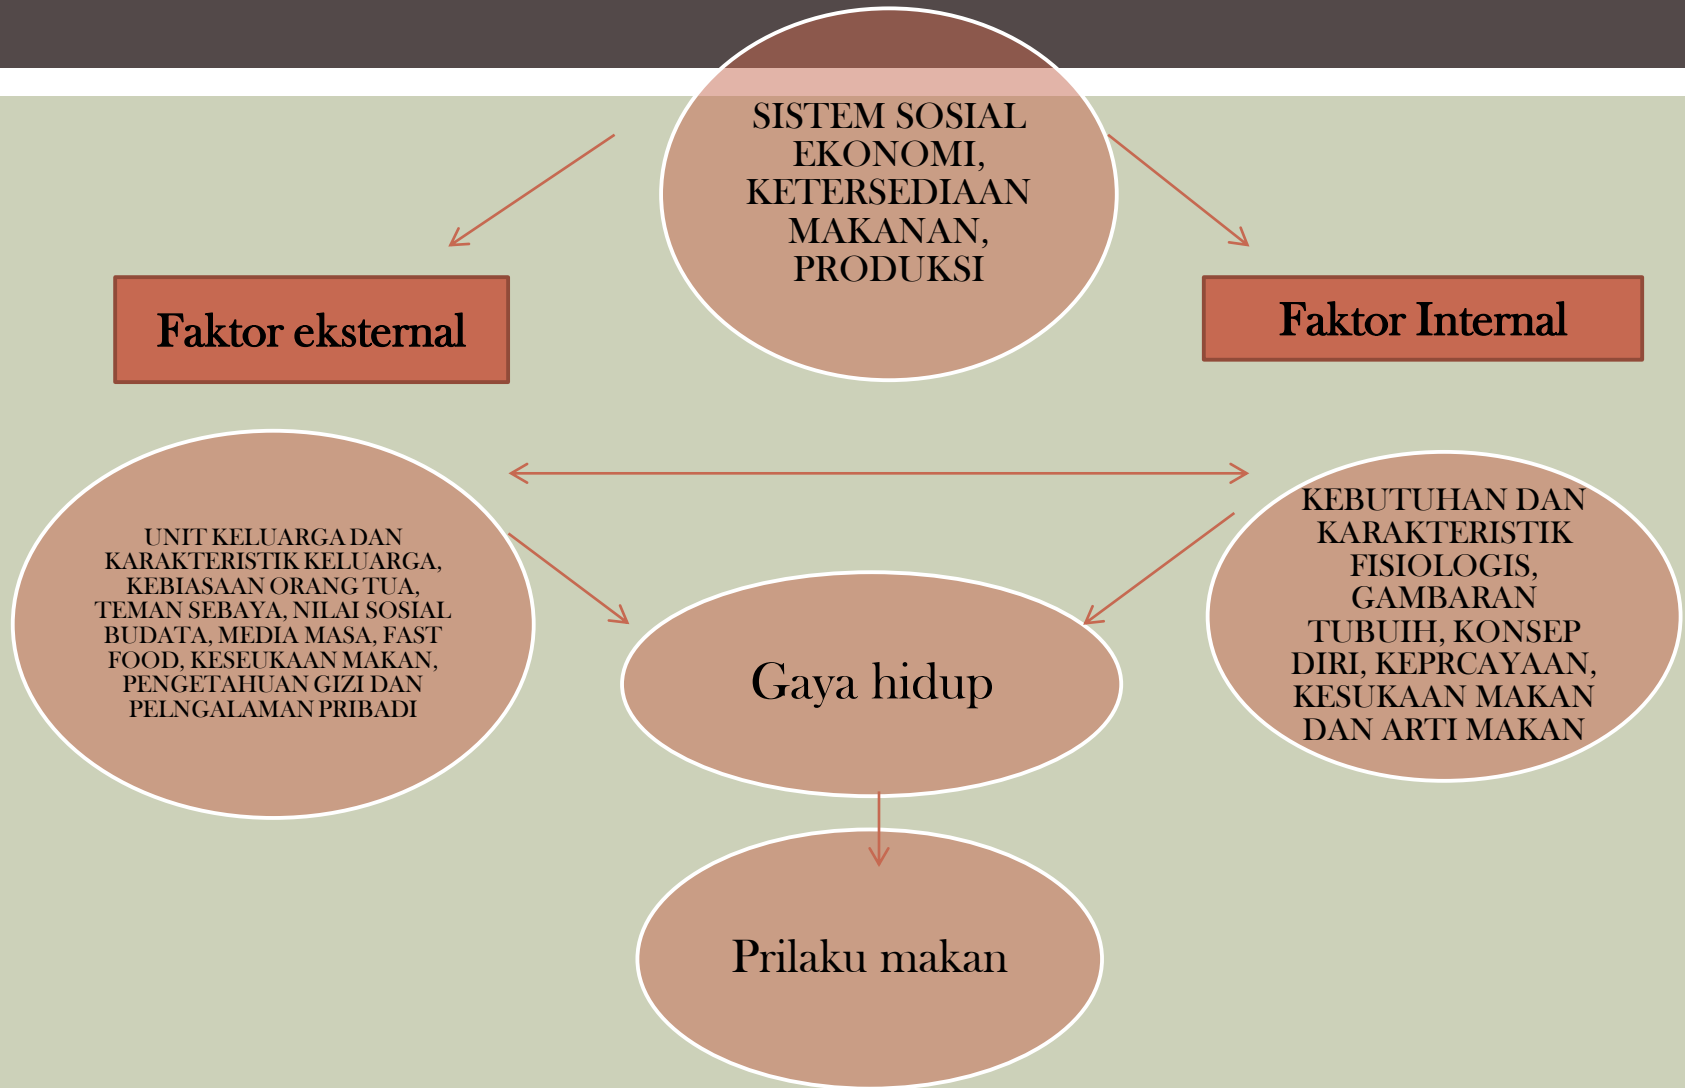 SISTEM SOSIAL
EKONOMI,
KETERSEDIAAN
MAKANAN,
PRODUKSI
Faktor eksternal
Faktor Internal
UNIT KELUARGA DAN
KARAKTERISTIK KELUARGA,
KEBIASAAN ORANG TUA,
TEMAN SEBAYA, NILAI SOSIAL
BUDATA, MEDIA MASA, FAST
FOOD, KESEUKAAN MAKAN,
PENGETAHUAN GIZI DAN
PELNGALAMAN PRIBADI
KEBUTUHAN DAN
KARAKTERISTIK
FISIOLOGIS,
GAMBARAN
TUBUIH, KONSEP
DIRI, KEPRCAYAAN,
KESUKAAN MAKAN
DAN ARTI MAKAN
Gaya hidup
Prilaku makan